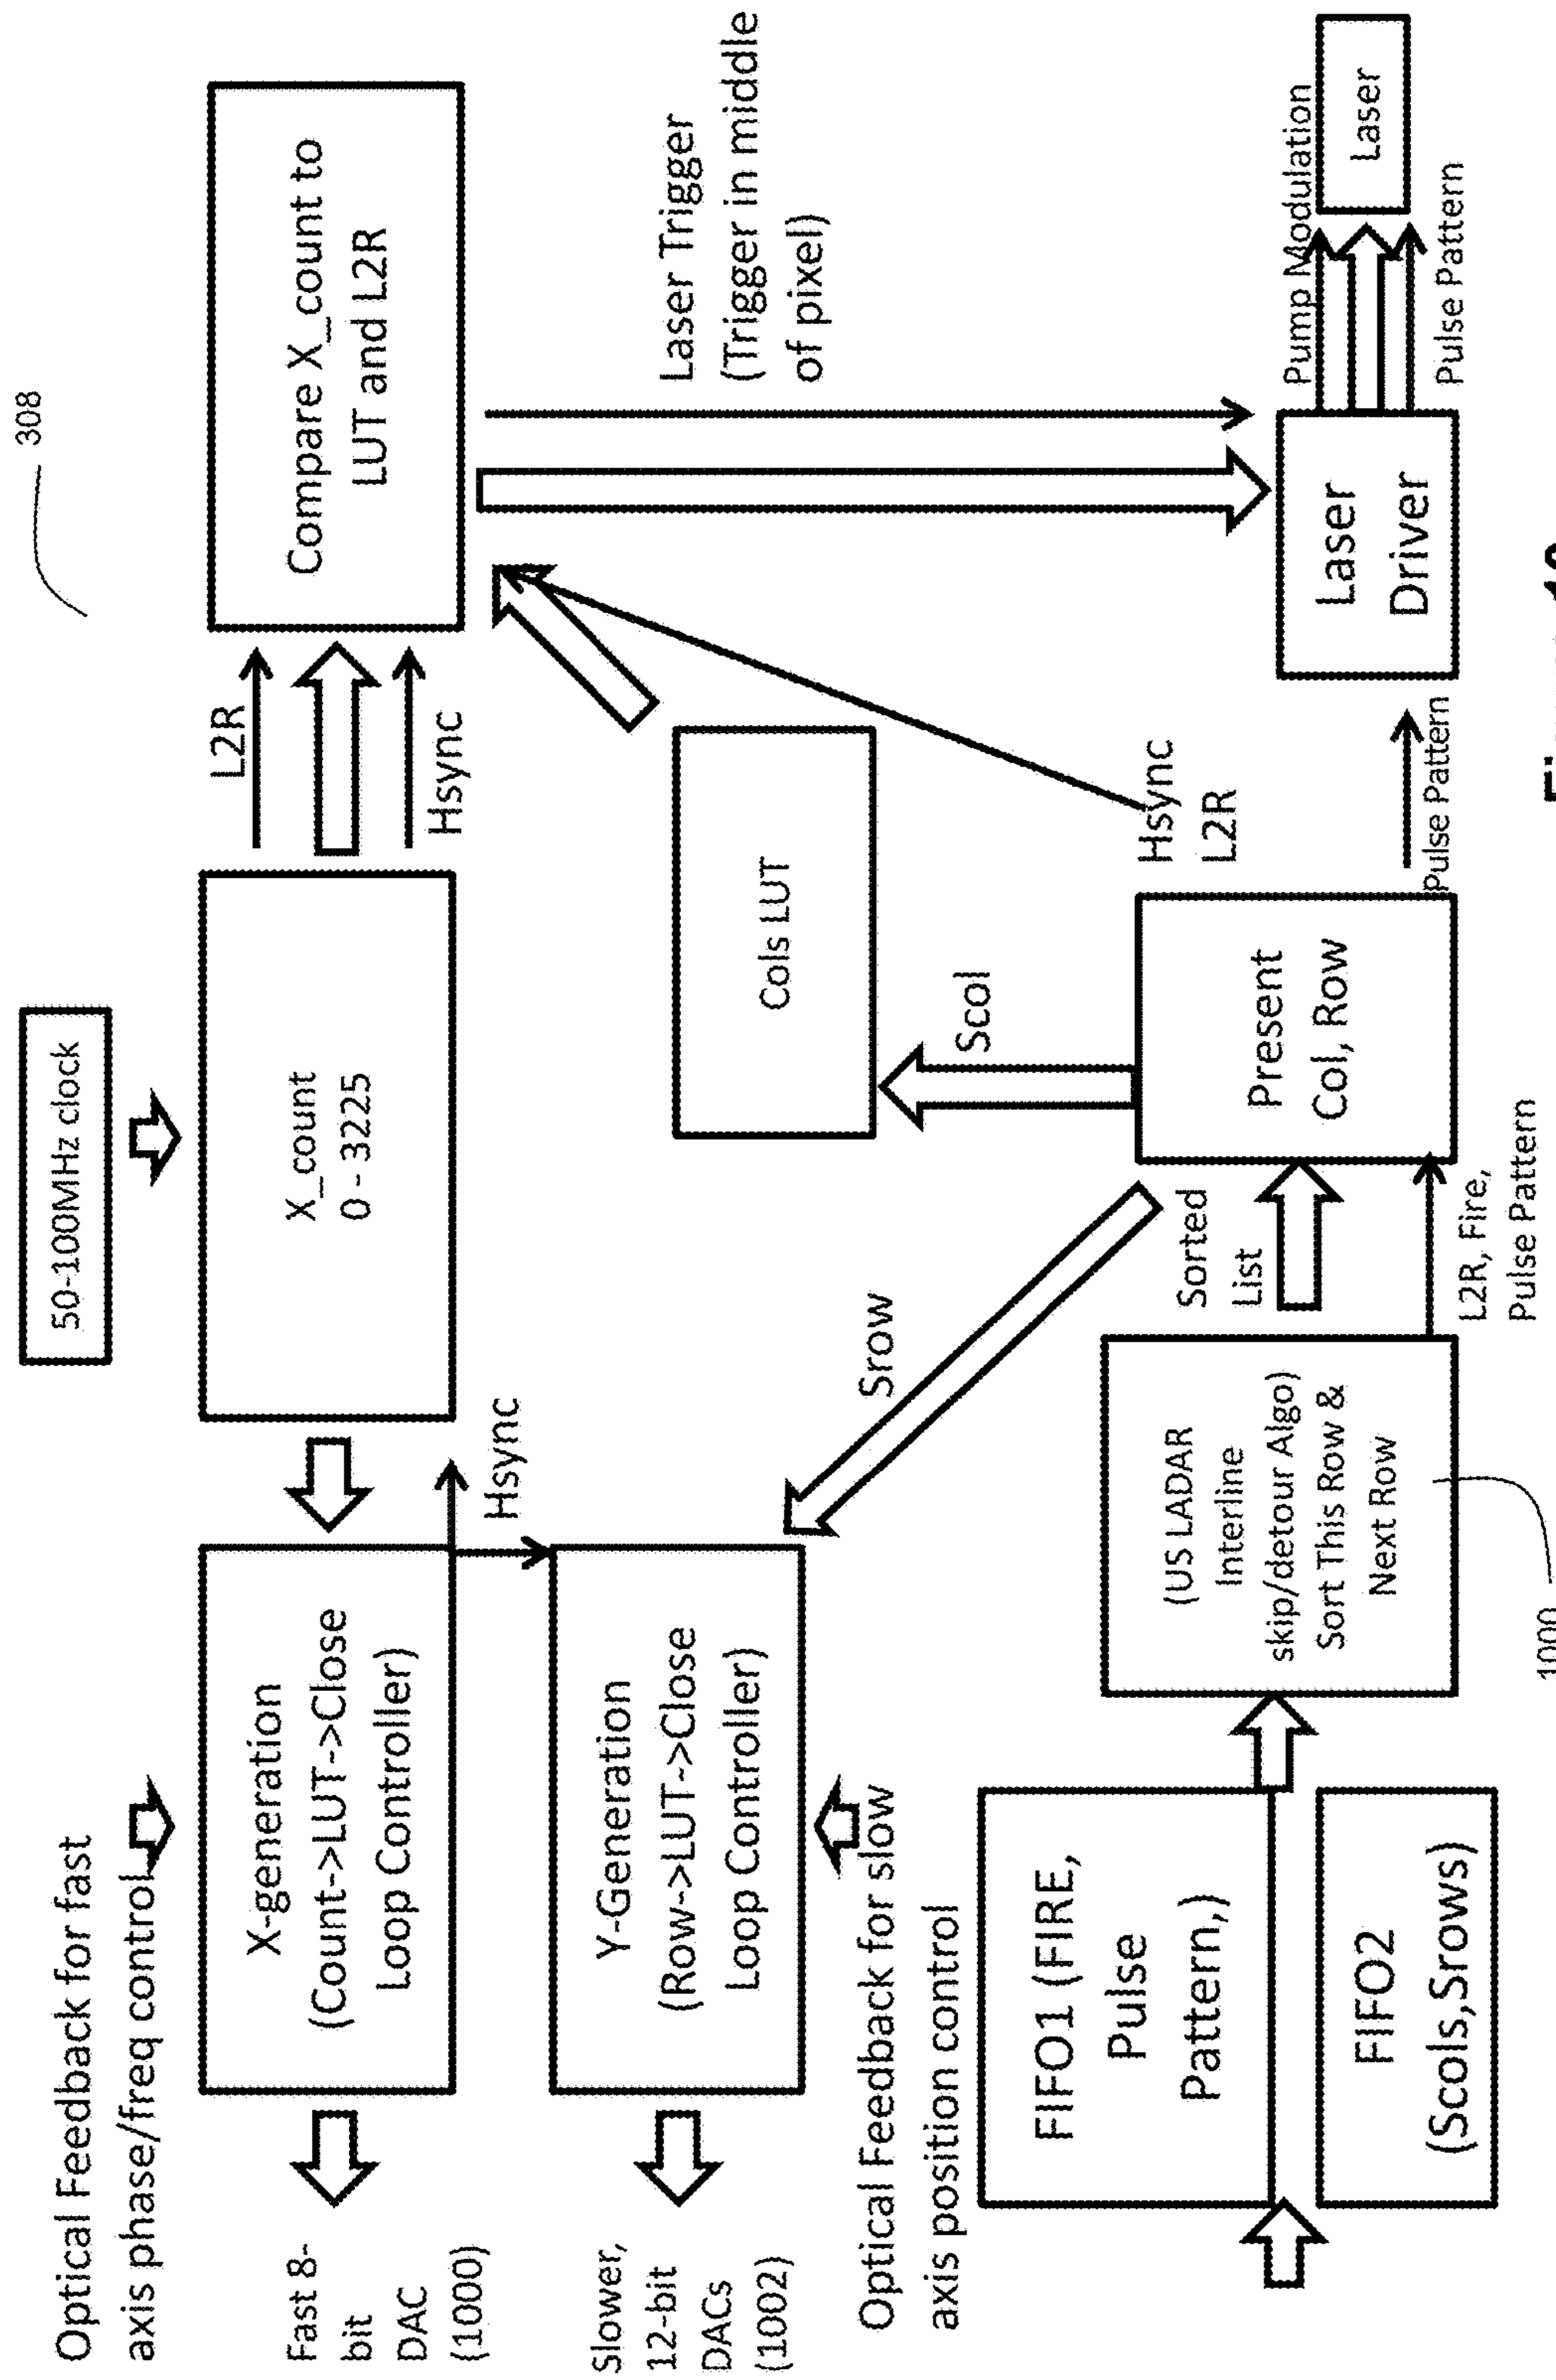 308
50-100MHz clock
Optical Feedback for fast
axis phase/freq control
X-generation
(Count->LUT->Close
Loop Controller)
X_count
0 - 3225
L2R
Hsync
Compare X_count to
LUT and L2R
Fast 8-
bit
DAC
(1000)
Hsync
Y-Generation
(Row->LUT->Close
Loop Controller)
Slower,
12-bit
DACs
(1002)
Optical Feedback for slow
axis position control
Srow
Cols LUT
Scol
Hsync
L2R
Laser Trigger
(Trigger in middle
of pixel)
FIFO1 (FIRE,
Pulse
Pattern,)
FIFO2
(Scols,Srows)
(US LADAR
Interline
skip/detour Algo)
Sort This Row &
Next Row
1000
Sorted
List
L2R, Fire,
Pulse Pattern
Present
Col, Row
Pulse Pattern
Laser
Driver
Pump Modulation
Pulse Pattern
Laser